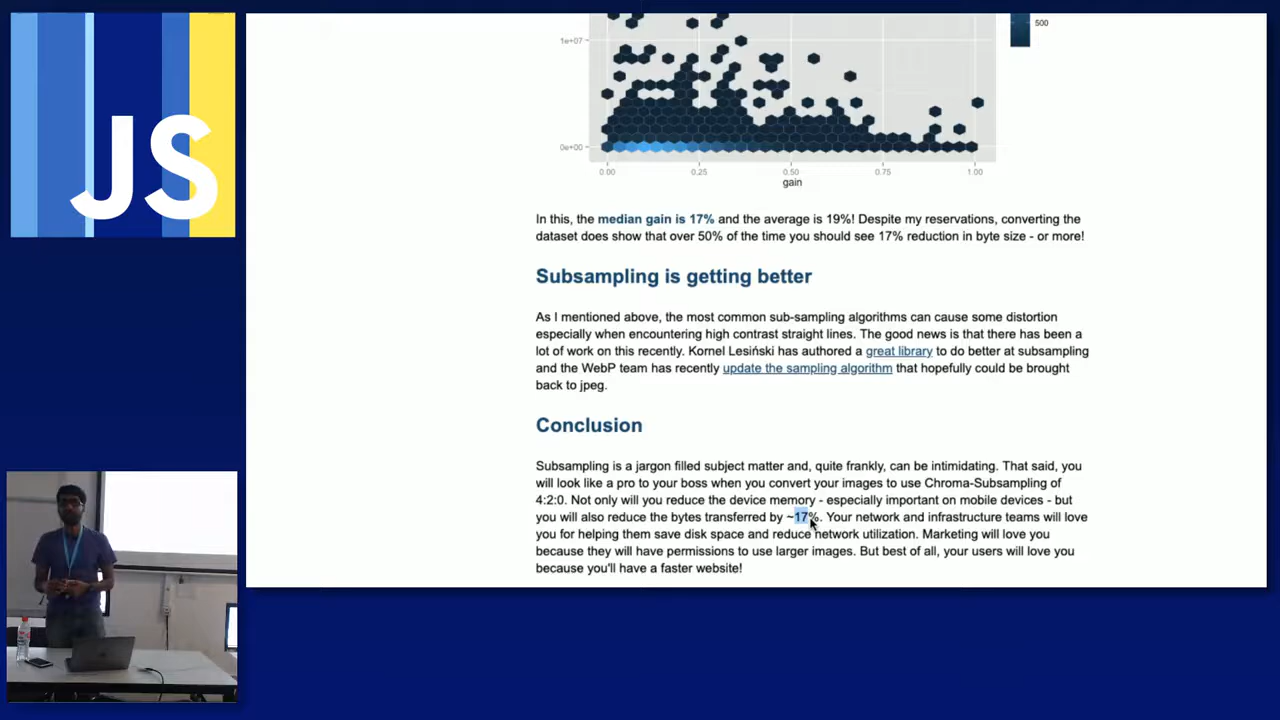 JS
500
1e+07
0e+00
0.00 0.25 0.50 0.75 1.00
gain
In this, the median gain is 17% and the average is 19%! Despite my reservations, converting the
dataset does show that over 50% of the time you should see 17% reduction in byte size - or more!
Subsampling is getting better
As I mentioned above, the most common sub-sampling algorithms can cause some distortion
especially when encountering high contrast straight lines. The good news is that there has been a
lot of work on this recently. Kornel Lesiński has authored a great library to do better at subsampling
and the WebP team has recently update the sampling algorithm that hopefully could be brought
back to jpeg.
Conclusion
Subsampling is a jargon filled subject matter and, quite frankly, can be intimidating. That said, you
will look like a pro to your boss when you convert your images to use Chroma-Subsampling of
4:2:0. Not only will you reduce the device memory - especially important on mobile devices - but
you will also reduce the bytes transferred by ~17%. Your network and infrastructure teams will love
you for helping them save disk space and reduce network utilization. Marketing will love you
because they will have permissions to use larger images. But best of all, your users will love you
because you'll have a faster website!